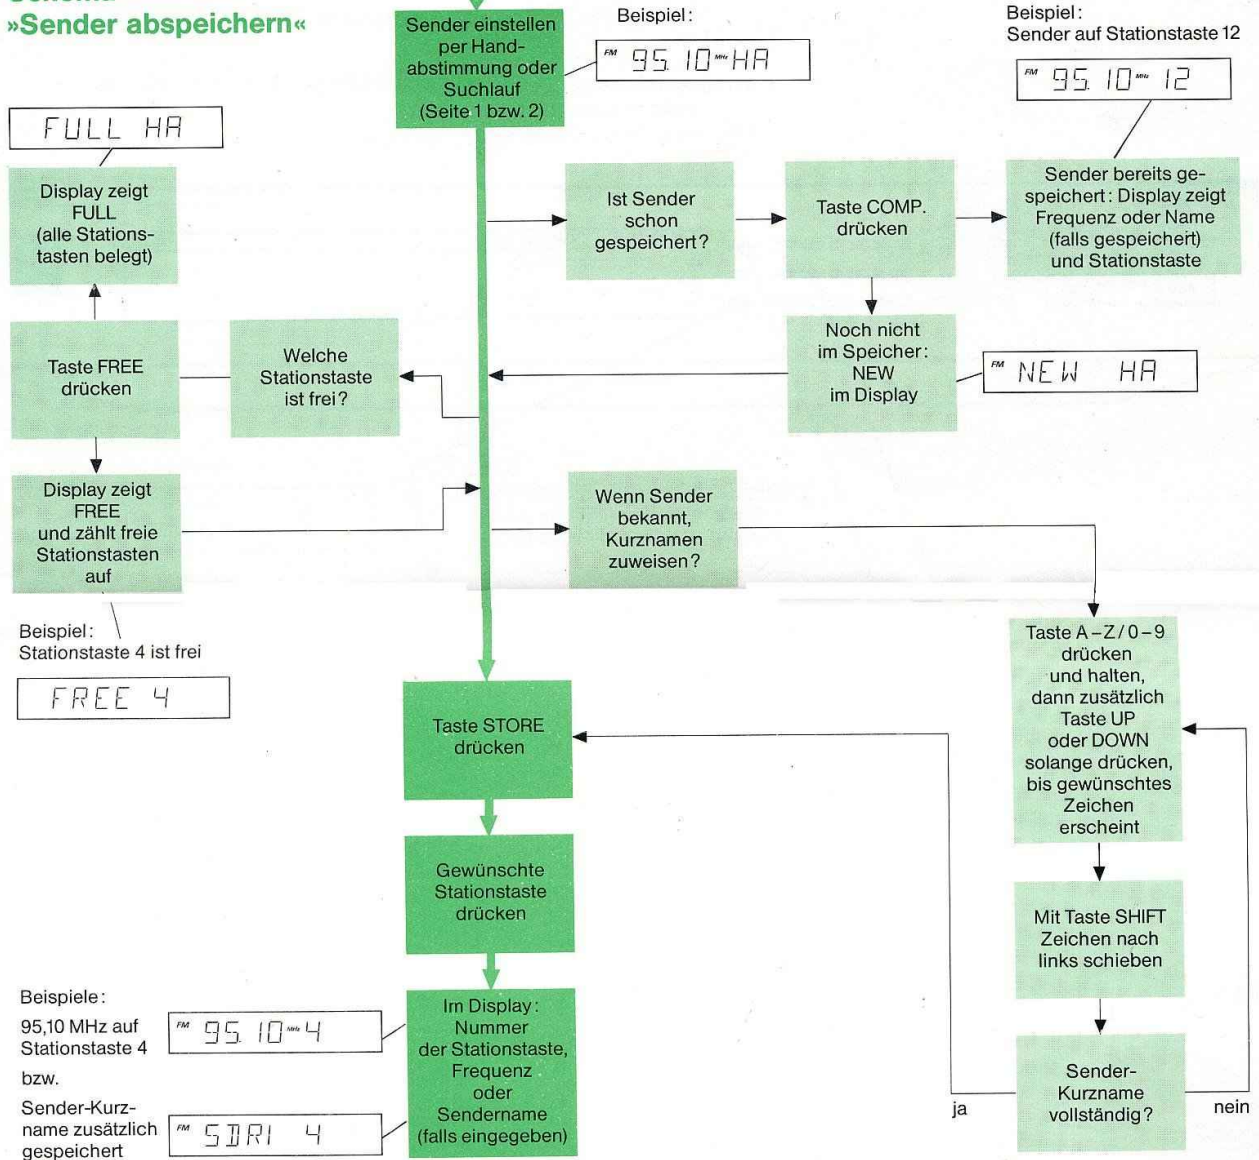 »Sender abspeichern«
Sender einstellen
per Hand-
abstimmung oder
Suchlauf
(Seite 1 bzw. 2)
Beispiel:
FM 95.10 MHz HA
Beispiel:
Sender auf Stationstaste 12
FM 95.10 MHz 12
FULL HA
Display zeigt
FULL
(alle Stations-
tasten belegt)
Ist Sender
schon
gespeichert?
Taste COMP.
drücken
Sender bereits ge-
speichert: Display zeigt
Frequenz oder Name
(falls gespeichert)
und Stationstaste
Taste FREE
drücken
Welche
Stationstaste
ist frei?
Noch nicht
im Speicher:
NEW
im Display
FM NEW HA
Display zeigt
FREE
und zählt freie
Stationstasten
auf
Wenn Sender
bekannt,
Kurznamen
zuweisen?
Beispiel:
Stationstaste 4 ist frei
FREE 4
Taste STORE
drücken
Taste A–Z/0–9
drücken
und halten,
dann zusätzlich
Taste UP
oder DOWN
solange drücken,
bis gewünschtes
Zeichen
erscheint
Gewünschte
Stationstaste
drücken
Mit Taste SHIFT
Zeichen nach
links schieben
Beispiele:
95,10 MHz auf
Stationstaste 4
FM 95.10 MHz 4
bzw.
Sender-Kurz-
name zusätzlich
gespeichert
FM SDR1 4
Im Display:
Nummer
der Stationstaste,
Frequenz
oder
Sendername
(falls eingegeben)
Sender-
Kurzname
vollständig?
ja
nein